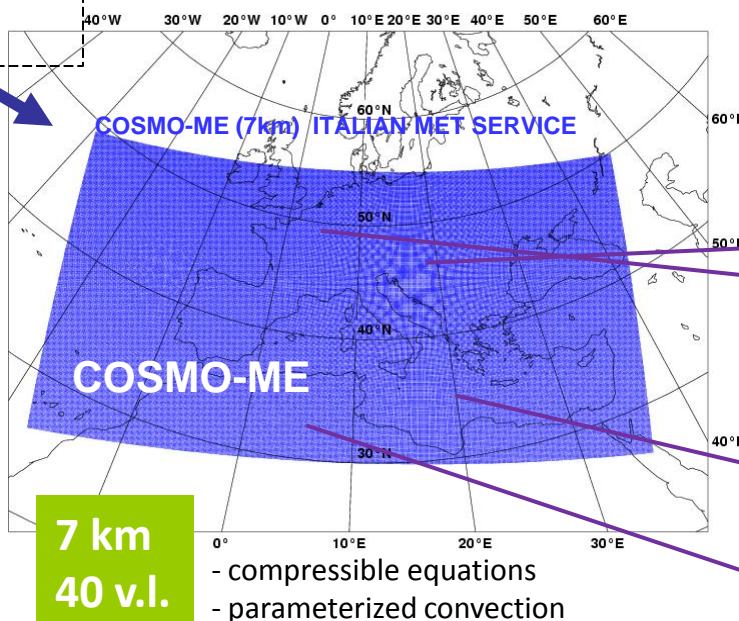 40°W 30°W 20°W 10°W 0° 10°E 20°E 30°E 40°E 50°E 60°E
60°N
COSMO-ME (7km) ITALIAN MET SERVICE
60°N
50°N
50°N
40°N
COSMO-ME
40°N
30°N
0° 10°E 20°E 30°E
7 km
40 v.l.
- compressible equations
- parameterized convection